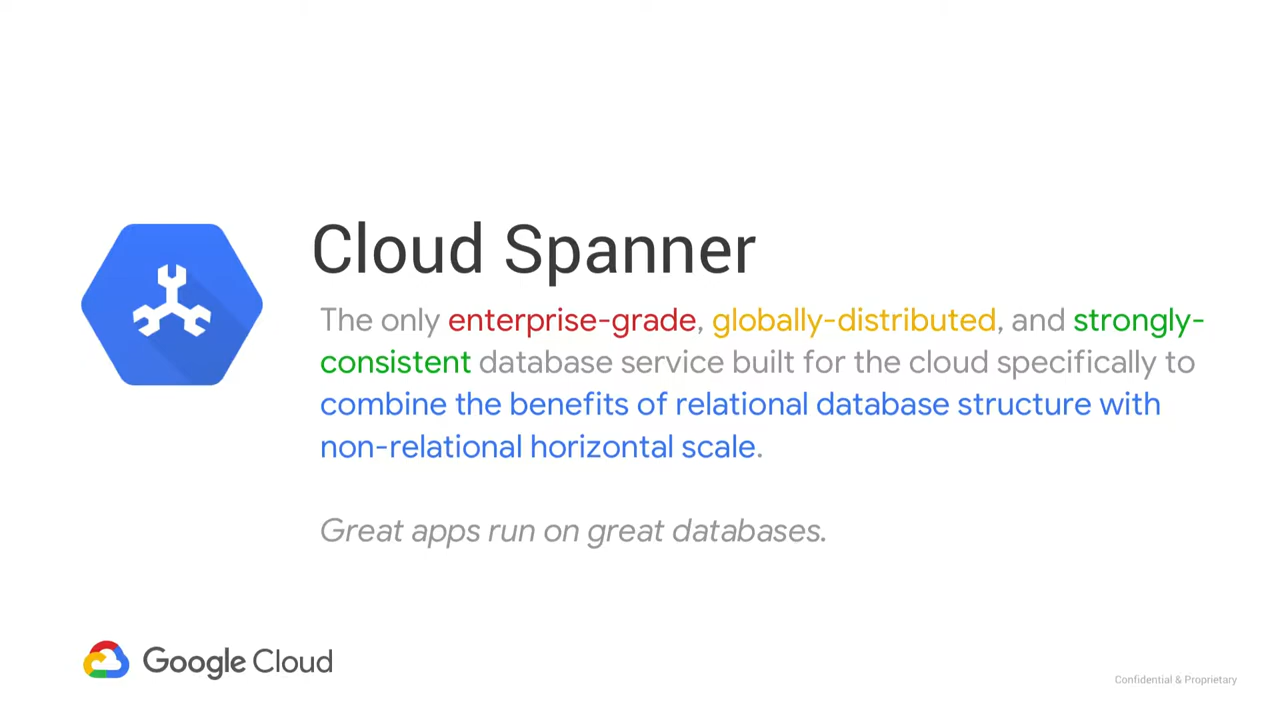 Cloud Spanner
The only enterprise-grade, globally-distributed, and strongly-
consistent database service built for the cloud specifically to
combine the benefits of relational database structure with
non-relational horizontal scale.
Great apps run on great databases.
Google Cloud
Confidential & Proprietary